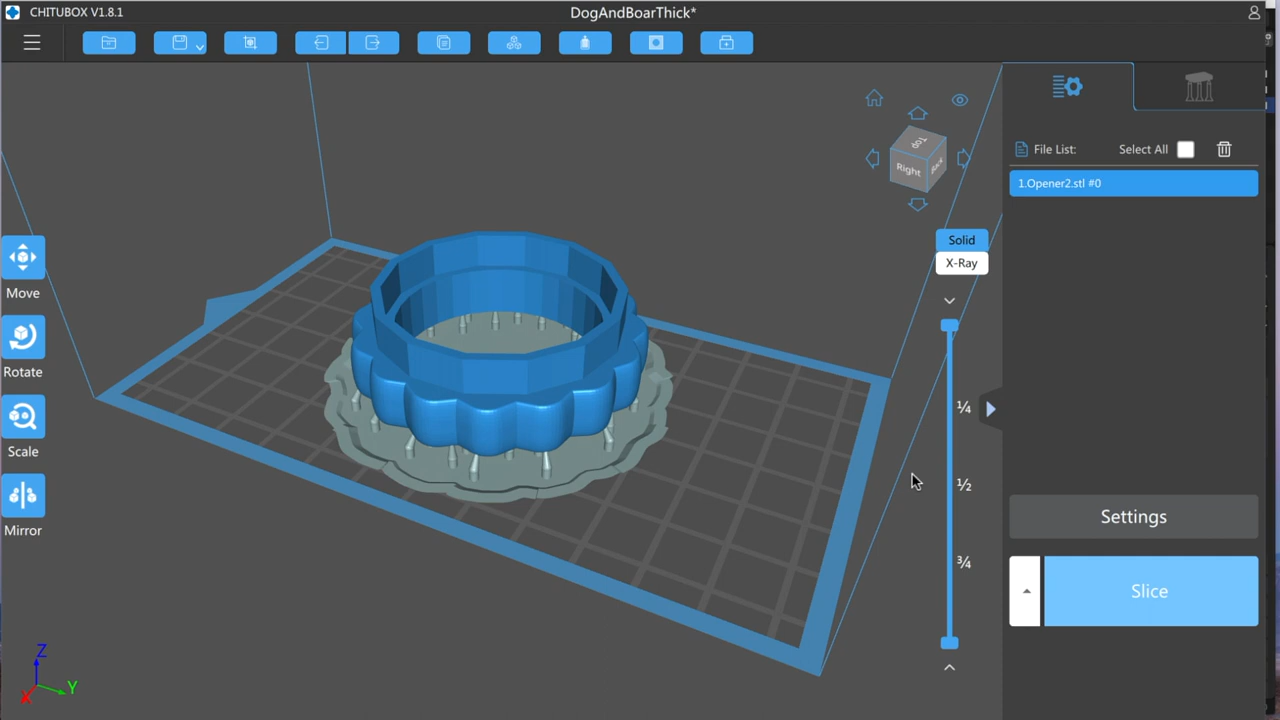 CHITUBOX V1.8.1
DogAndBoarThick*
File List:
Select All
1.Opener2.stl #0
Top
Right
Back
Solid
X-Ray
Move
Rotate
Scale
Mirror
¼
½
¾
Settings
Slice
Z
X
Y